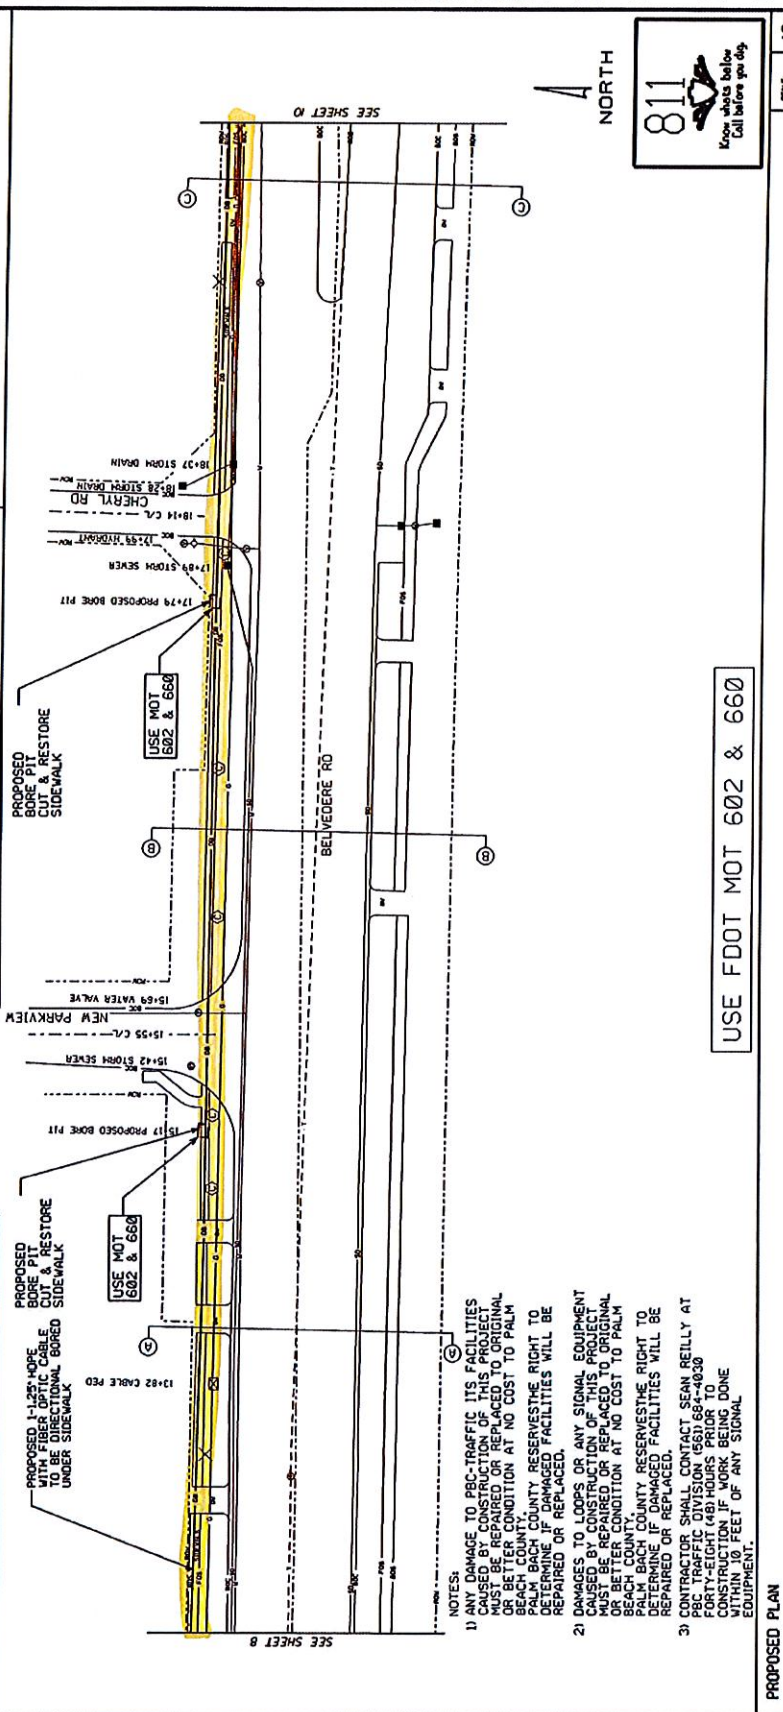 PROPOSED 1-1.25" HDPE
WITH FIBER OPTIC CABLE
TO BE DIRECTIONAL BORED
UNDER SIDEWALK
PROPOSED
BORE PIT
CUT & RESTORE
SIDEWALK
USE MOT
602 & 660
PROPOSED
BORE PIT
CUT & RESTORE
SIDEWALK
USE MOT
602 & 660
13+82 CABLE PED
15+17 PROPOSED BORE PIT
15+42 STORM SEWER
15+55 C/L
NEW PARKVIEW
15+69 WATER VALVE
17+79 PROPOSED BORE PIT
17+89 STORM SEWER
17+99 HYDRANT
18+14 C/L
CHERYL RD
18+28 STORM DRAIN
18+37 STORM DRAIN
SEE SHEET 8
SEE SHEET 10
BELVEDERE RD
A
A
B
B
C
C
ROW
BOC
FOS
BOS
DW
NORTH
811
Know what's below
Call before you dig.
NOTES:
1) ANY DAMAGE TO PBC-TRAFFIC ITS FACILITIES
CAUSED BY CONSTRUCTION OF THIS PROJECT
MUST BE REPAIRED OR REPLACED TO ORIGINAL
OR BETTER CONDITION AT NO COST TO PALM
BEACH COUNTY.
PALM BACH COUNTY RESERVESTHE RIGHT TO
DETERMINE IF DAMAGED FACILITIES WILL BE
REPAIRED OR REPLACED.
2) DAMAGES TO LOOPS OR ANY SIGNAL EQUIPMENT
CAUSED BY CONSTRUCTION OF THIS PROJECT
MUST BE REPAIRED OR REPLACED TO ORIGINAL
OR BETTER CONDITION AT NO COST TO PALM
BEACH COUNTY.
PALM BACH COUNTY RESERVESTHE RIGHT TO
DETERMINE IF DAMAGED FACILITIES WILL BE
REPAIRED OR REPLACED.
3) CONTRACTOR SHALL CONTACT SEAN REILLY AT
PBC TRAFFIC DIVISION (561) 684-4030
FORTY-EIGHT (48) HOURS PRIOR TO
CONSTRUCTION IF WORK BEING DONE
WITHIN 10 FEET OF ANY SIGNAL
EQUIPMENT.
USE FDOT MOT 602 & 660
PROPOSED PLAN